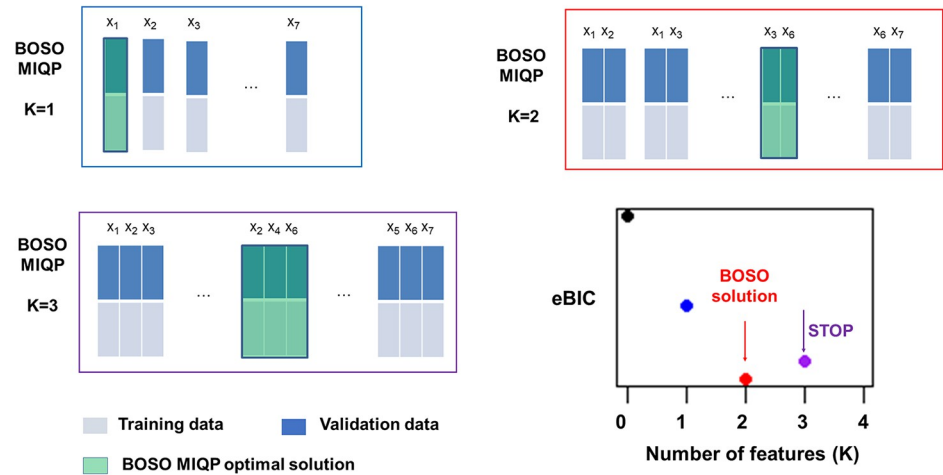 x1 x2 x3 x7
BOSO
MIQP
K=1
...
x1 x2 x1 x3 x3 x6 x6 x7
BOSO
MIQP
K=2
... ...
x1 x2 x3 x2 x4 x6 x5 x6 x7
BOSO
MIQP
K=3
... ...
Training data Validation data
BOSO MIQP optimal solution
eBIC
BOSO
solution
STOP
0 1 2 3 4
Number of features (K)